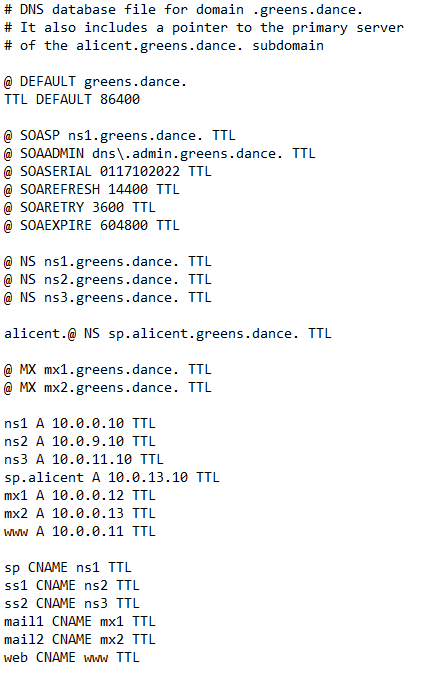 # DNS database file for domain .greens.dance.
# It also includes a pointer to the primary server
# of the alicent.greens.dance. subdomain
@ DEFAULT greens.dance.
TTL DEFAULT 86400
@ SOASP ns1.greens.dance. TTL
@ SOAADMIN dns\.admin.greens.dance. TTL
@ SOASERIAL 0117102022 TTL
@ SOAREFRESH 14400 TTL
@ SOARETRY 3600 TTL
@ SOAEXPIRE 604800 TTL
@ NS ns1.greens.dance. TTL
@ NS ns2.greens.dance. TTL
@ NS ns3.greens.dance. TTL
alicent.@ NS sp.alicent.greens.dance. TTL
@ MX mx1.greens.dance. TTL
@ MX mx2.greens.dance. TTL
ns1 A 10.0.0.10 TTL
ns2 A 10.0.9.10 TTL
ns3 A 10.0.11.10 TTL
sp.alicent A 10.0.13.10 TTL
mx1 A 10.0.0.12 TTL
mx2 A 10.0.0.13 TTL
www A 10.0.0.11 TTL
sp CNAME ns1 TTL
ss1 CNAME ns2 TTL
ss2 CNAME ns3 TTL
mail1 CNAME mx1 TTL
mail2 CNAME mx2 TTL
web CNAME www TTL